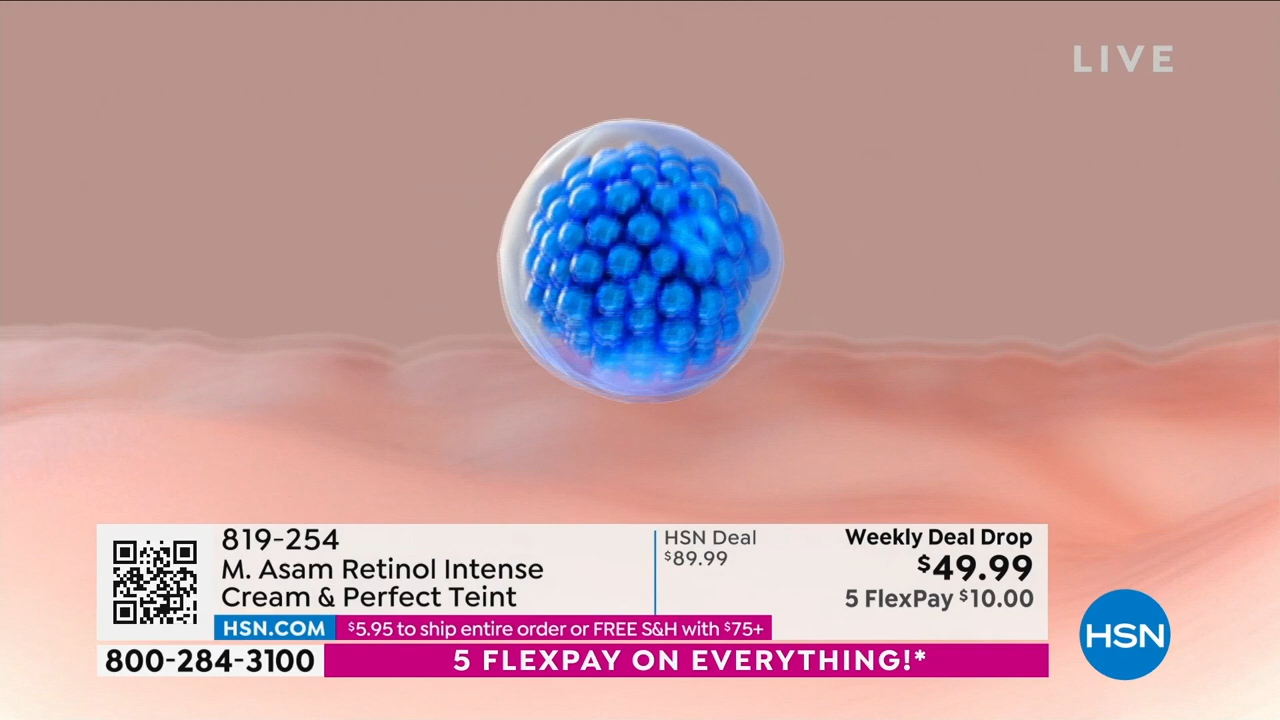 LIVE
819-254
M. Asam Retinol Intense
Cream & Perfect Teint
HSN Deal
$89.99
Weekly Deal Drop
$49.99
5 FlexPay $10.00
HSN.COM
$5.95 to ship entire order or FREE S&H with $75+
800-284-3100
5 FLEXPAY ON EVERYTHING!*
HSN